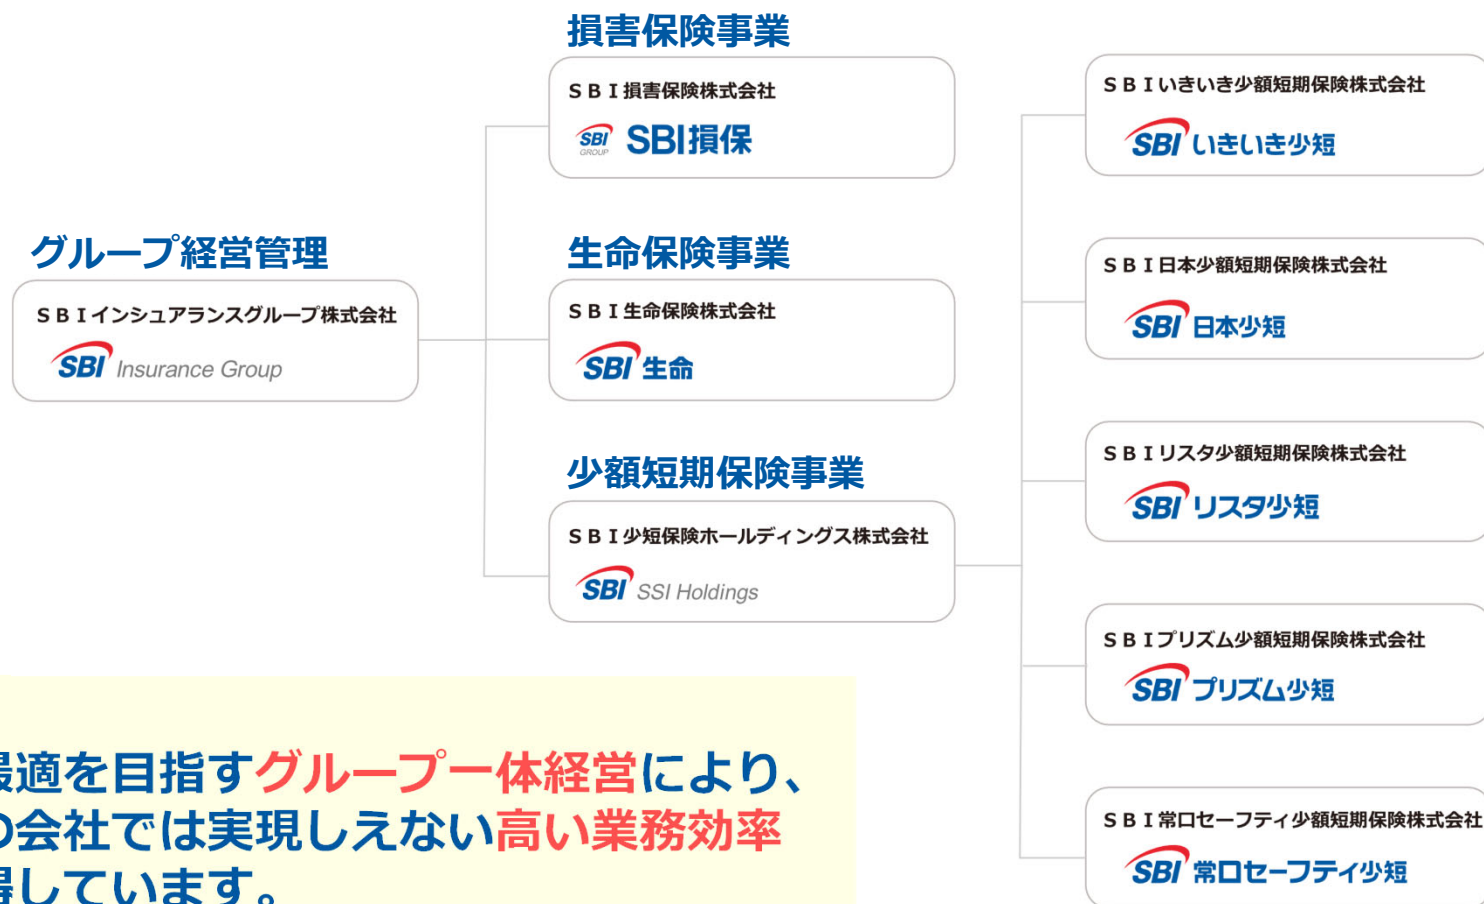 グループ経営管理
ＳＢＩインシュアランスグループ株式会社
SBI Insurance Group
損害保険事業
ＳＢＩ損害保険株式会社
SBI GROUP SBI損保
生命保険事業
ＳＢＩ生命保険株式会社
SBI 生命
少額短期保険事業
ＳＢＩ少短保険ホールディングス株式会社
SBI SSI Holdings
ＳＢＩいきいき少額短期保険株式会社
SBI いきいき少短
ＳＢＩ日本少額短期保険株式会社
SBI 日本少短
ＳＢＩリスタ少額短期保険株式会社
SBI リスタ少短
ＳＢＩプリズム少額短期保険株式会社
SBI プリズム少短
ＳＢＩ常口セーフティ少額短期保険株式会社
SBI 常口セーフティ少短
最適を目指すグループ一体経営により、
の会社では実現しえない高い業務効率
得しています。